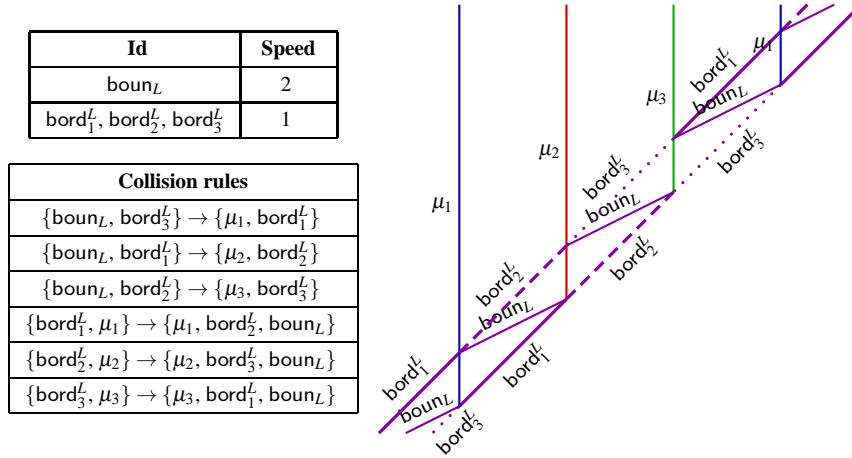 Id Speed
boun_L 2
bord_1^L, bord_2^L, bord_3^L 1
Collision rules
{boun_L, bord_3^L} → {μ_1, bord_1^L}
{boun_L, bord_1^L} → {μ_2, bord_2^L}
{boun_L, bord_2^L} → {μ_3, bord_3^L}
{bord_1^L, μ_1} → {μ_1, bord_2^L, boun_L}
{bord_2^L, μ_2} → {μ_2, bord_3^L, boun_L}
{bord_3^L, μ_3} → {μ_3, bord_1^L, boun_L}
μ_1
bord_1^L
boun_L
μ_3
bord_3^L
μ_2
bord_3^L
boun_L
μ_1
bord_2^L
bord_2^L
boun_L
bord_1^L
bord_1^L
boun_L
bord_3^L